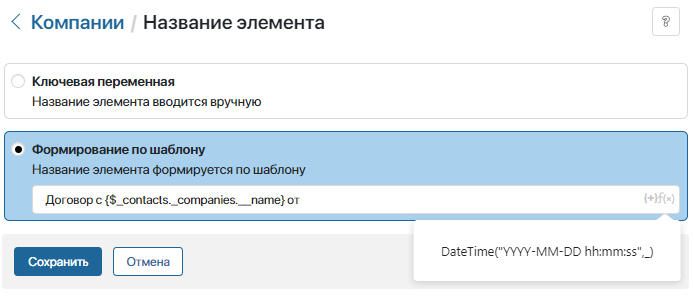 Компании / Название элемента
?
Ключевая переменная
Название элемента вводится вручную
Формирование по шаблону
Название элемента формируется по шаблону
Договор с {$_contacts._companies.__name} от {+}f(x)
DateTime("YYYY-MM-DD hh:mm:ss",_)
Сохранить Отмена